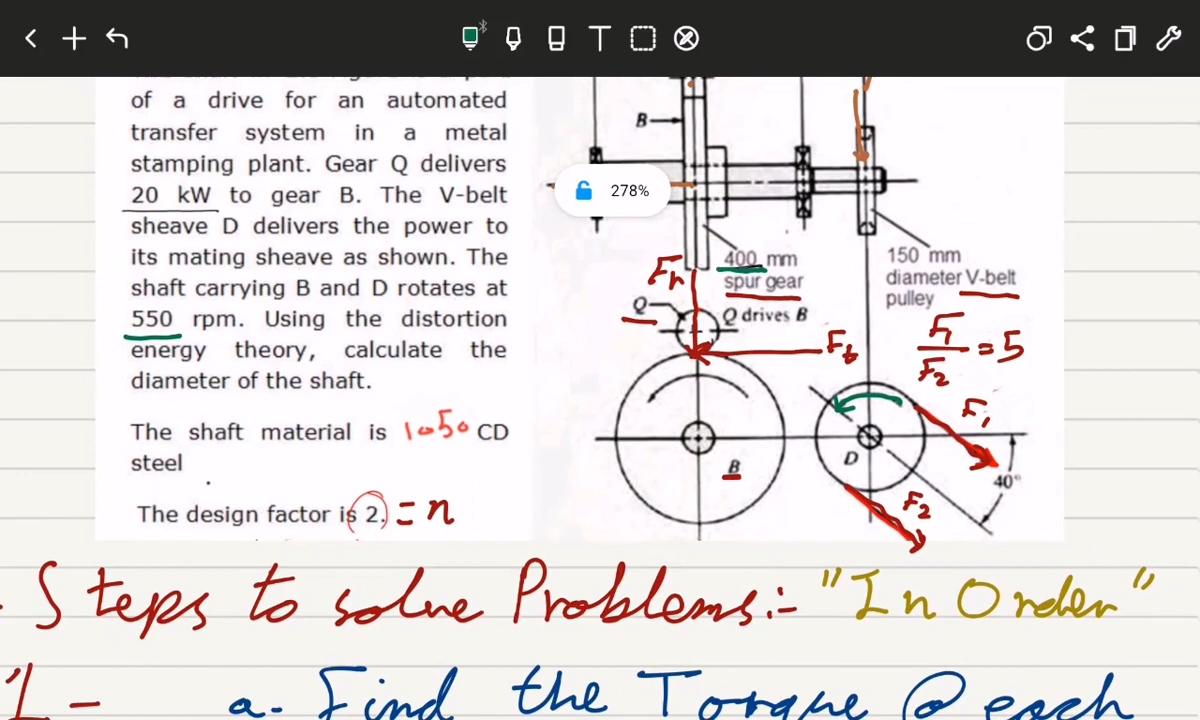 of a drive for an automated
transfer system in a metal
stamping plant. Gear Q delivers
20 kW to gear B. The V-belt
sheave D delivers the power to
its mating sheave as shown. The
shaft carrying B and D rotates at
550 rpm. Using the distortion
energy theory, calculate the
diameter of the shaft.
The shaft material is 1050 CD
steel
The design factor is 2. = n
B
278%
400 mm
spur gear
150 mm
diameter V-belt
pulley
Fr
Q
Q drives B
Ft
F1/F2 = 5
F1
B
D
40°
F2
Steps to solve Problems:- "In Order"
1- a. Find the Torque @ each